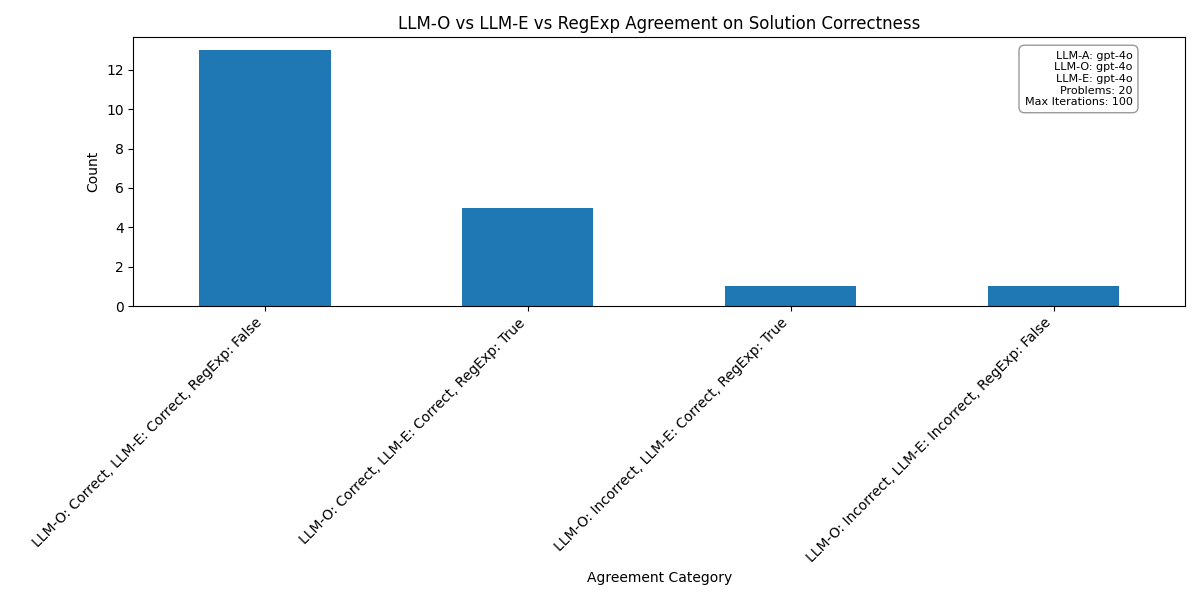 LLM-O vs LLM-E vs RegExp Agreement on Solution Correctness
LLM-A: gpt-4o
LLM-O: gpt-4o
LLM-E: gpt-4o
Problems: 20
Max Iterations: 100
Count
12
10
8
6
4
2
0
LLM-O: Correct, LLM-E: Correct, RegExp: False
LLM-O: Correct, LLM-E: Correct, RegExp: True
LLM-O: Incorrect, LLM-E: Correct, RegExp: True
LLM-O: Incorrect, LLM-E: Incorrect, RegExp: False
Agreement Category